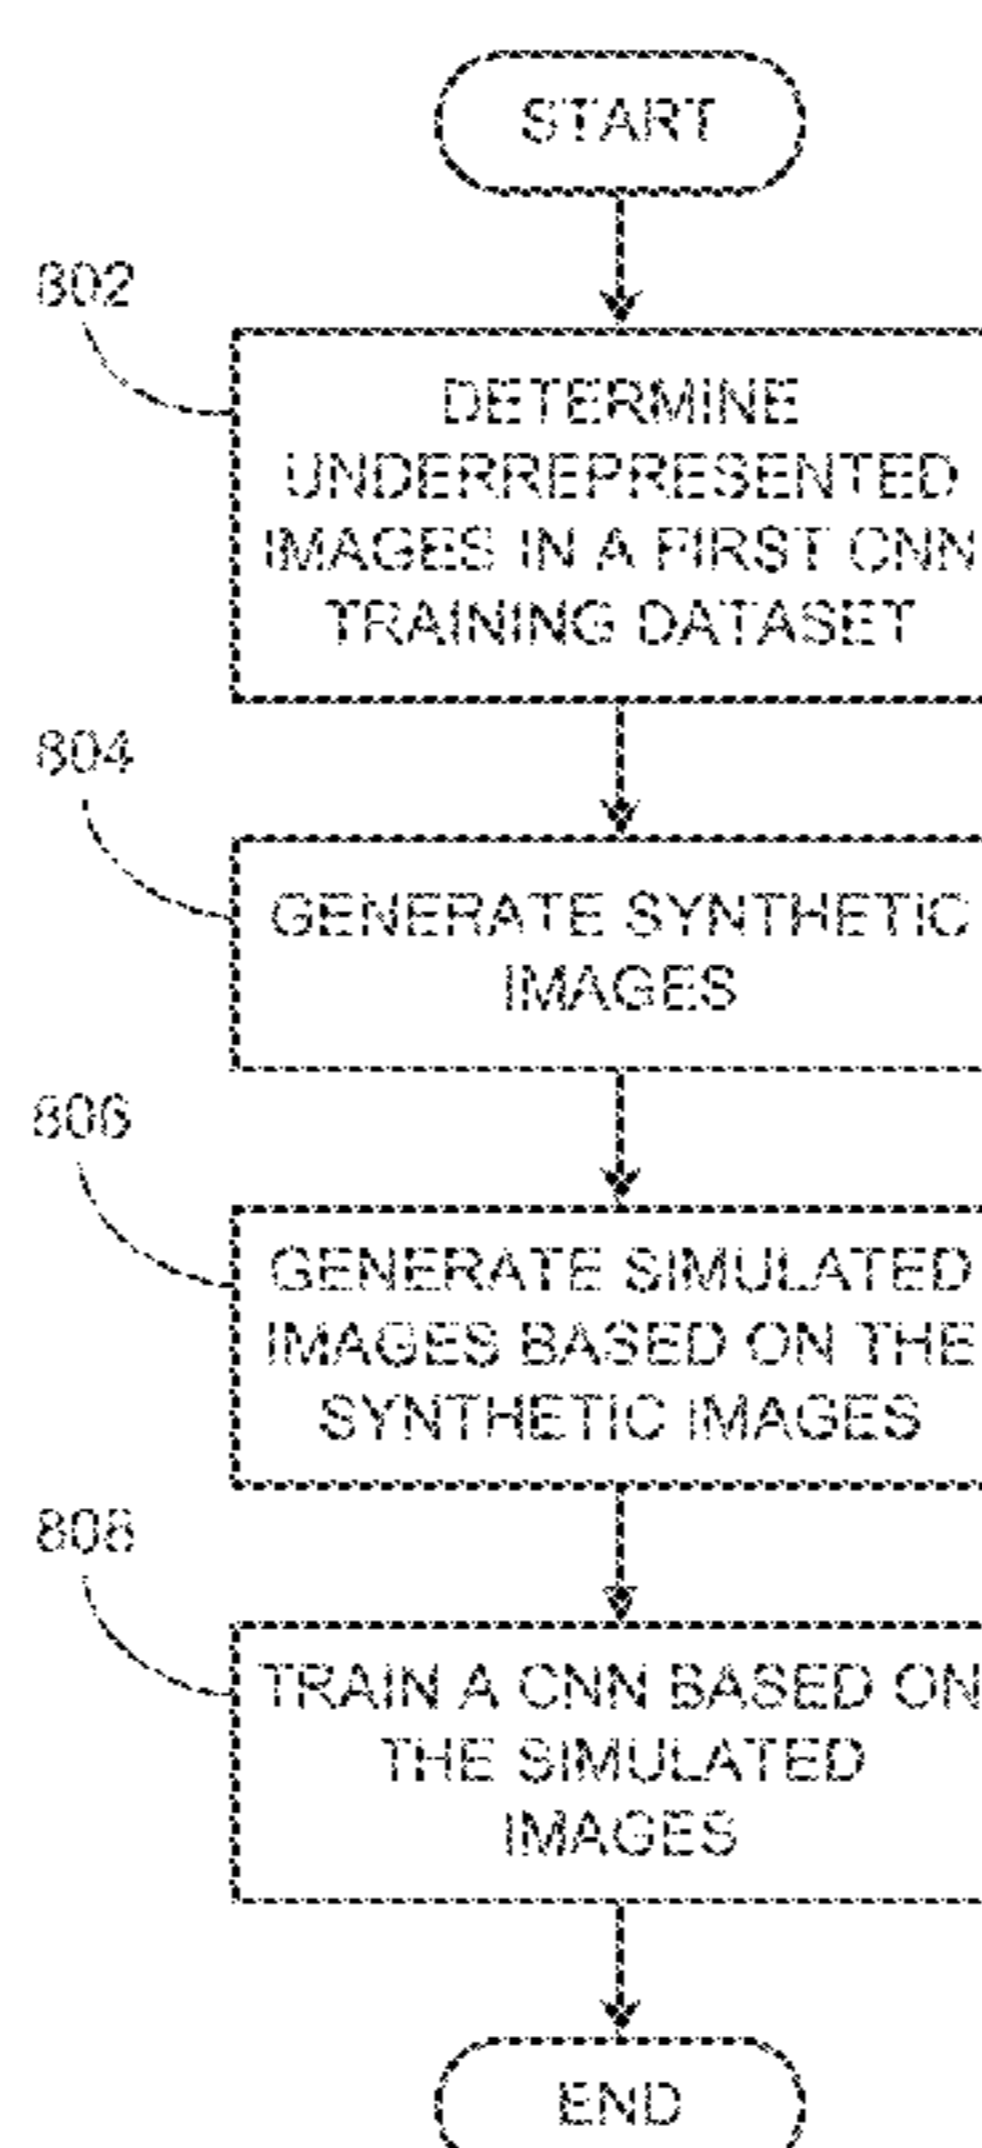 START
802
DETERMINE
UNDERREPRESENTED
IMAGES IN A FIRST CNN
TRAINING DATASET
804
GENERATE SYNTHETIC
IMAGES
806
GENERATE SIMULATED
IMAGES BASED ON THE
SYNTHETIC IMAGES
808
TRAIN A CNN BASED ON
THE SIMULATED
IMAGES
END